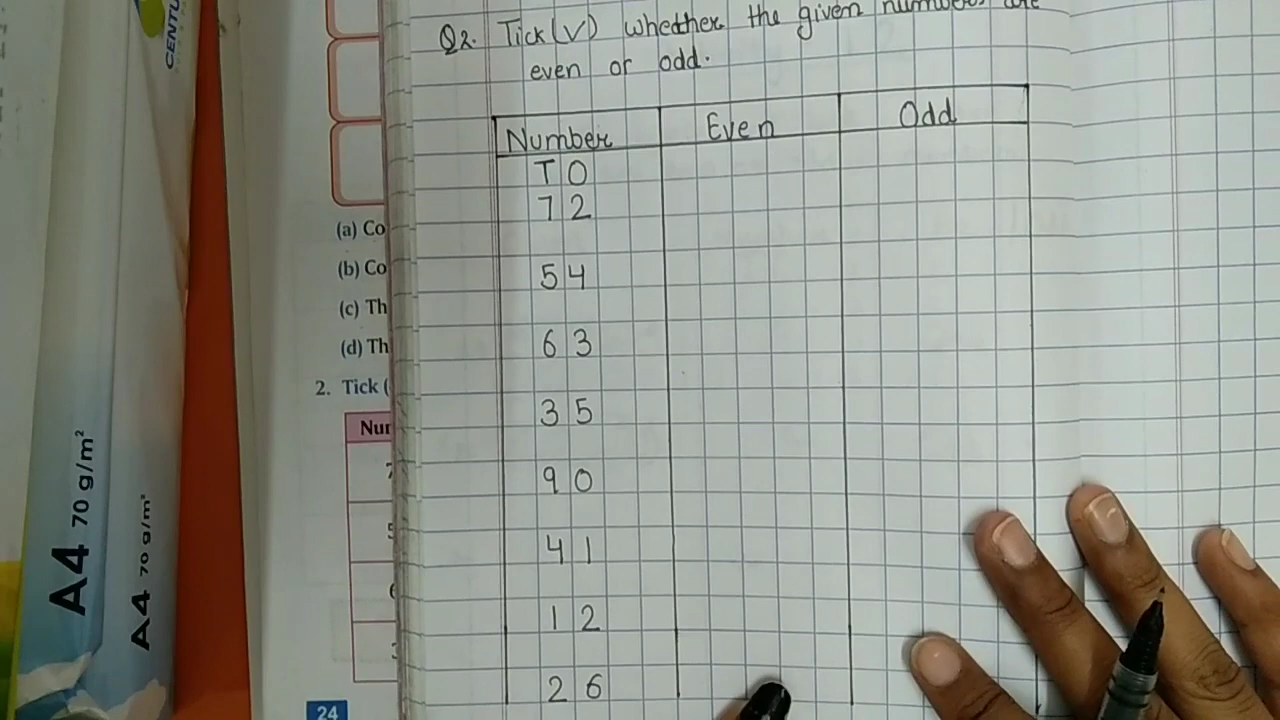 Q2. Tick(√) whether the given numbers are
even or odd.
Number Even Odd
T O
7 2
5 4
6 3
3 5
9 0
4 1
1 2
2 6
(a) Co
(b) Co
(c) Th
(d) Th
2. Tick (
Nur
24
A4 70 g/m²
A4 70 g/m²
CENTU